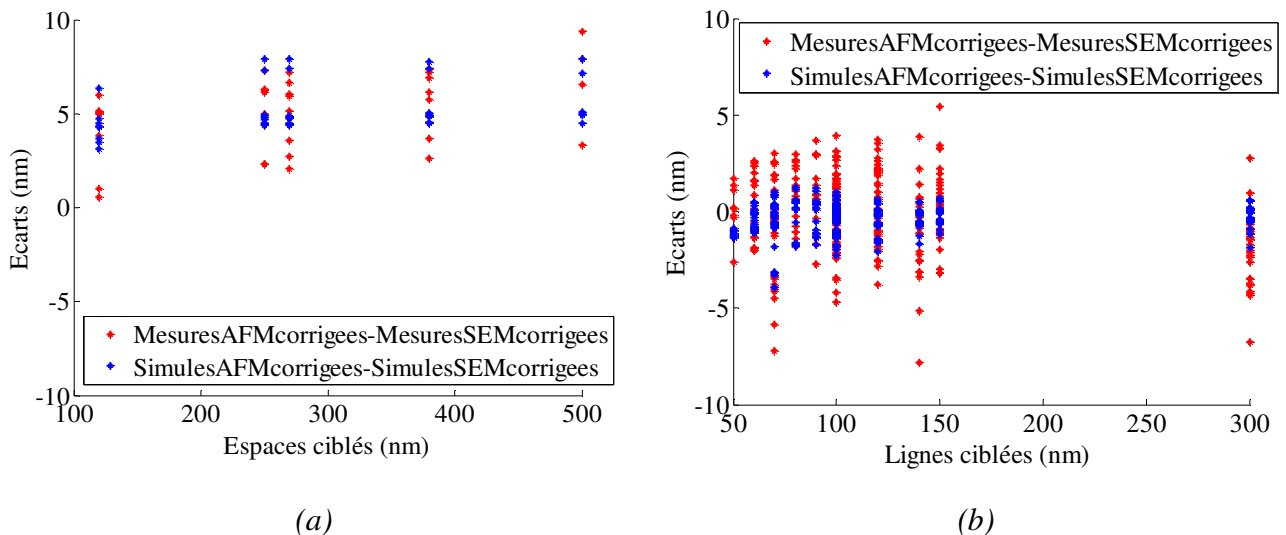 10
5
0
-5
-10
Ecarts (nm)
MesuresAFMcorrigees-MesuresSEMcorrigees
SimulesAFMcorrigees-SimulesSEMcorrigees
100
200
300
400
500
Espaces ciblés (nm)
(a)
10
5
0
-5
-10
Ecarts (nm)
MesuresAFMcorrigees-MesuresSEMcorrigees
SimulesAFMcorrigees-SimulesSEMcorrigees
50
100
150
200
250
300
Lignes ciblées (nm)
(b)